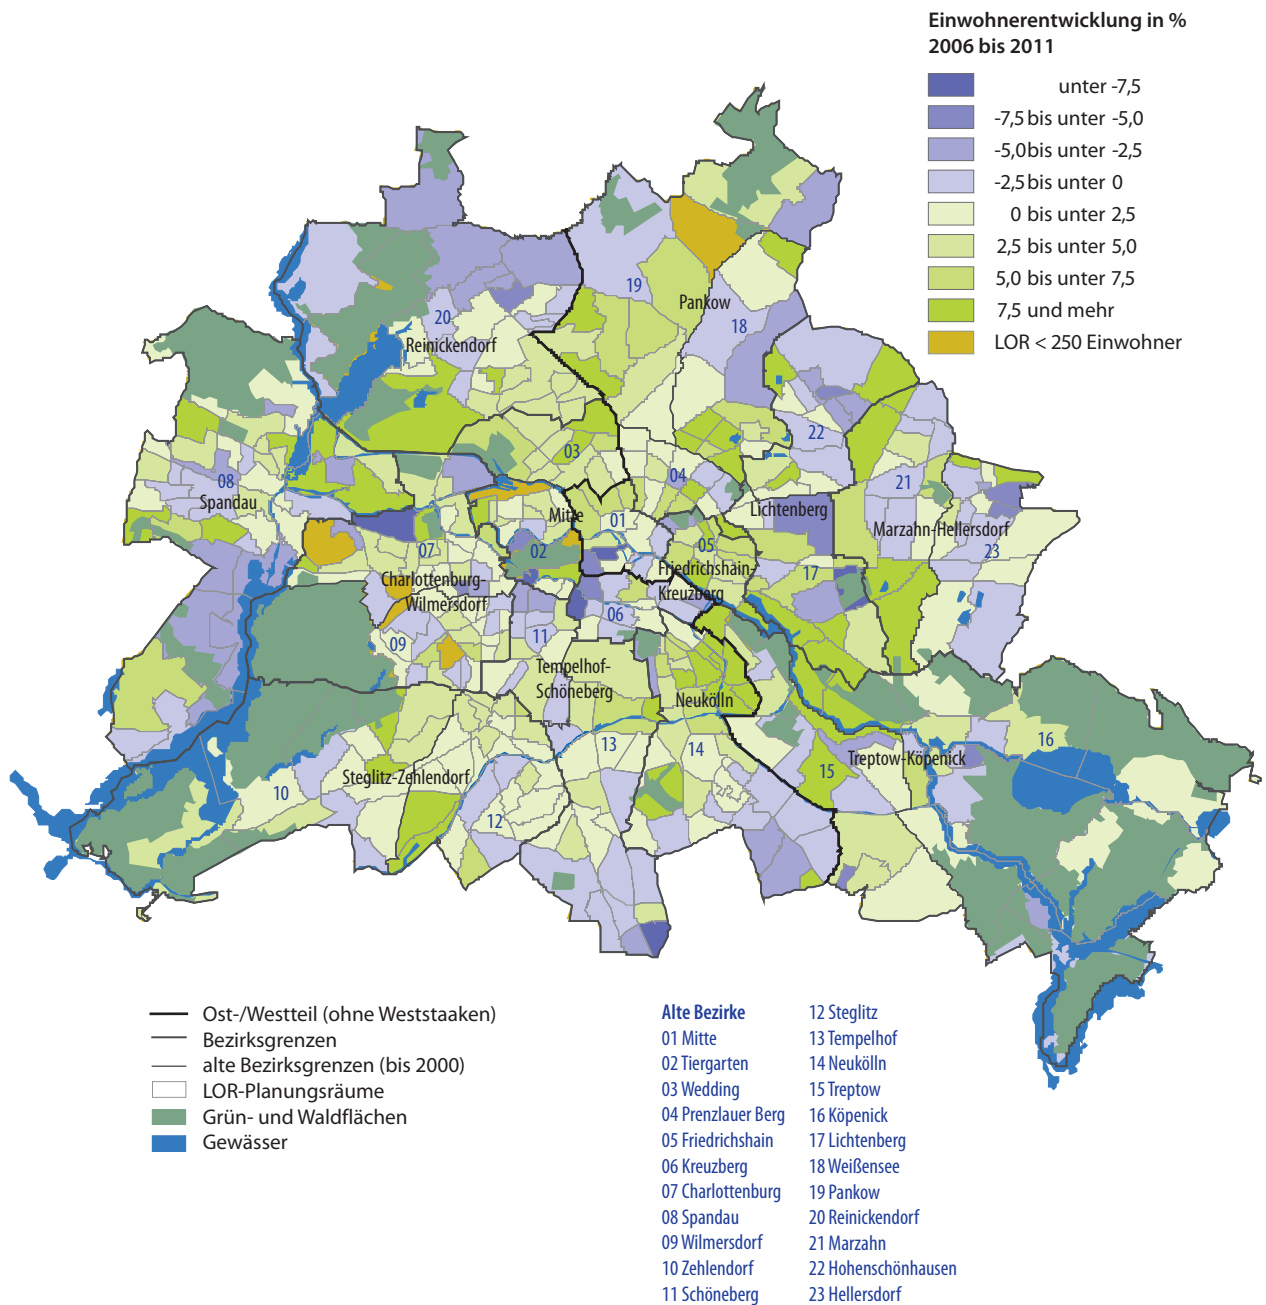 Einwohnerentwicklung in %
2006 bis 2011
unter -7,5
-7,5 bis unter -5,0
-5,0 bis unter -2,5
-2,5 bis unter 0
0 bis unter 2,5
2,5 bis unter 5,0
5,0 bis unter 7,5
7,5 und mehr
LOR < 250 Einwohner
19
Pankow
18
20
Reinickendorf
22
03
04
21
08
Spandau
Lichtenberg
Mitte
01
Marzahn-Hellersdorf
02
05
23
07
Friedrichshain-
Kreuzberg
17
Charlottenburg-
Wilmersdorf
06
11
09
Tempelhof-
Schöneberg
Neukölln
13
14
16
Treptow-Köpenick
15
Steglitz-Zehlendorf
10
12
Ost-/Westteil (ohne Weststaaken)
Bezirksgrenzen
alte Bezirksgrenzen (bis 2000)
LOR-Planungsräume
Grün- und Waldflächen
Gewässer
Alte Bezirke
01 Mitte
02 Tiergarten
03 Wedding
04 Prenzlauer Berg
05 Friedrichshain
06 Kreuzberg
07 Charlottenburg
08 Spandau
09 Wilmersdorf
10 Zehlendorf
11 Schöneberg
12 Steglitz
13 Tempelhof
14 Neukölln
15 Treptow
16 Köpenick
17 Lichtenberg
18 Weißensee
19 Pankow
20 Reinickendorf
21 Marzahn
22 Hohenschönhausen
23 Hellersdorf